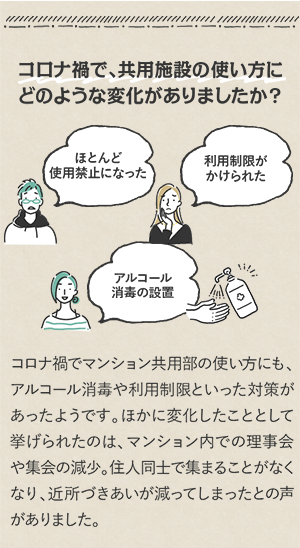 コロナ禍で、共用施設の使い方に
どのような変化がありましたか？
ほとんど
使用禁止になった
利用制限が
かけられた
アルコール
消毒の設置
コロナ禍でマンション共用部の使い方にも、
アルコール消毒や利用制限といった対策が
あったようです。ほかに変化したこととして
挙げられたのは、マンション内での理事会
や集会の減少。住人同士で集まることがなく
なり、近所づきあいが減ってしまったとの声
がありました。